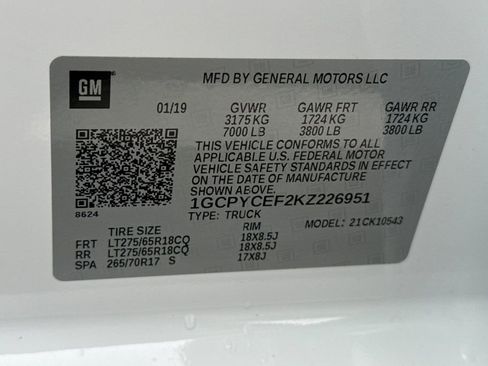 GM
MFD BY GENERAL MOTORS LLC
01/19 GVWR GAWR FRT GAWR RR
3175 KG 1724 KG 1724 KG
7000 LB 3800 LB 3800 LB
THIS VEHICLE CONFORMS TO ALL
APPLICABLE U.S. FEDERAL MOTOR
VEHICLE SAFETY STANDARDS IN EFFECT
ON THE DATE OF MANUFACTURE
SHOWN ABOVE.
1GCPYCEF2KZ226951
8624
TYPE: TRUCK MODEL: 21CK10543
TIRE SIZE RIM
FRT LT275/65R18CQ 18X8.5J
RR LT275/65R18CQ 18X8.5J
SPA 265/70R17 S 17X8J